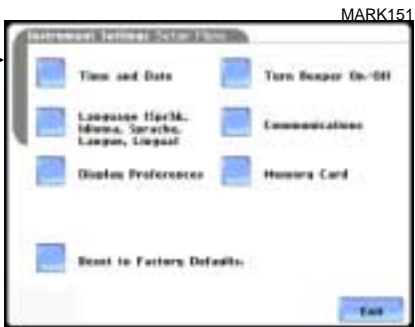 MARK151
Instrument Settings Setup Menu
Time and Date
Turn Beeper On/Off
Language (Språk,
Idioma, Sprache,
Langue, Lingua)
Communications
Display Preferences
Memory Card
Reset to Factory Defaults.
Exit